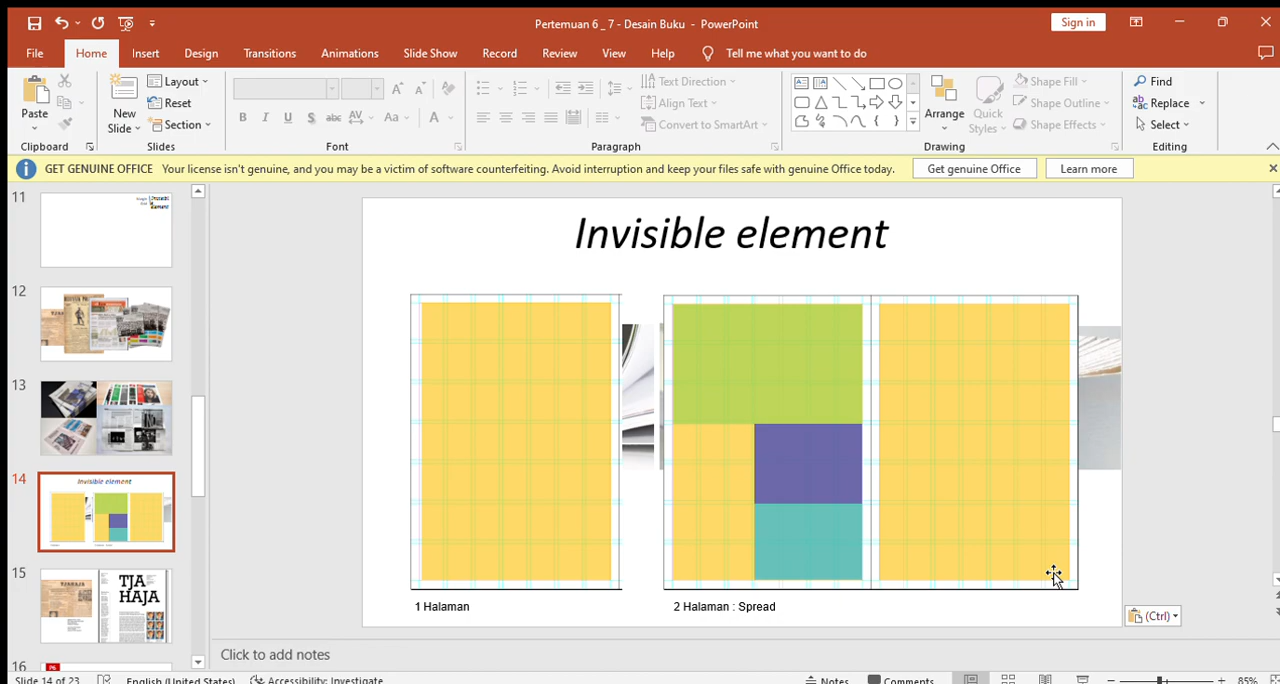 Pertemuan 6 _ 7 - Desain Buku - PowerPoint
Sign in
File Home Insert Design Transitions Animations Slide Show Record Review View Help Tell me what you want to do
Paste
New Slide
Layout
Reset
Section
Text Direction
Align Text
Convert to SmartArt
Arrange
Quick Styles
Shape Fill
Shape Outline
Shape Effects
Find
Replace
Select
Clipboard Slides Font Paragraph Drawing Editing
GET GENUINE OFFICE Your license isn't genuine, and you may be a victim of software counterfeiting. Avoid interruption and keep your files safe with genuine Office today. Get genuine Office Learn more
11
12
13
14
Invisible element
15
TJA
HAJA
16
Invisible element
1 Halaman
2 Halaman : Spread
(Ctrl)
Click to add notes
Slide 14 of 23 English (United States) Accessibility: Investigate Notes Comments 85%